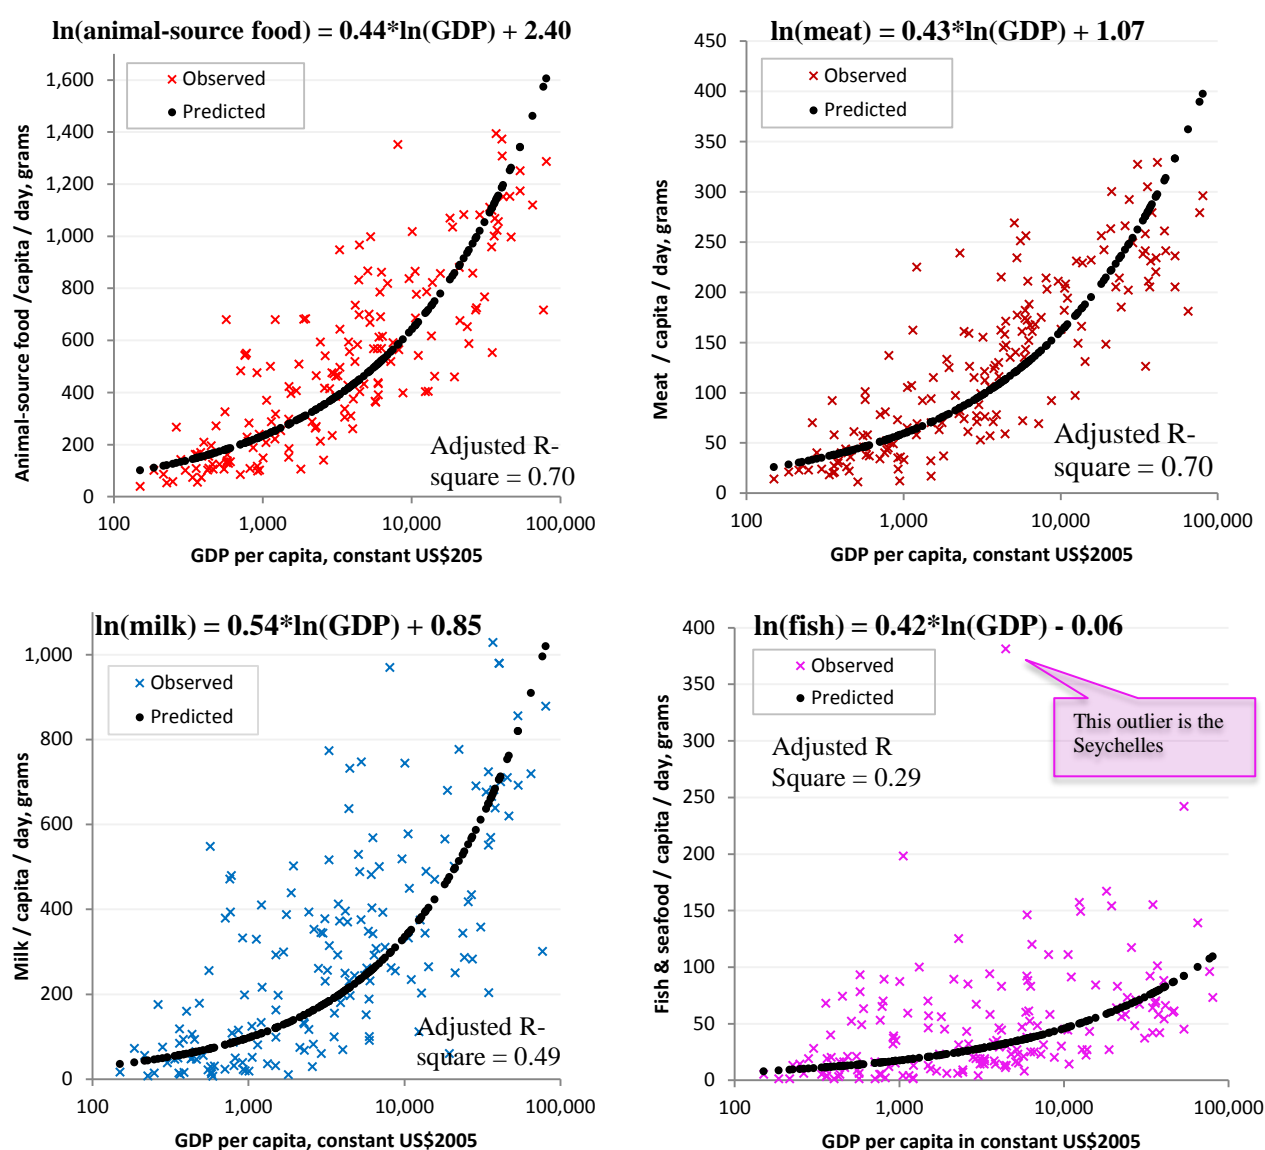 ln(animal-source food) = 0.44*ln(GDP) + 2.40
Animal-source food /capita / day, grams
1,600
1,400
1,200
1,000
800
600
400
200
0
Observed
Predicted
Adjusted R-
square = 0.70
100
1,000
10,000
100,000
GDP per capita, constant US$205
ln(meat) = 0.43*ln(GDP) + 1.07
Meat / capita / day, grams
450
400
350
300
250
200
150
100
50
0
Observed
Predicted
Adjusted R-
square = 0.70
100
1,000
10,000
100,000
GDP per capita, constant US$2005
ln(milk) = 0.54*ln(GDP) + 0.85
Milk / capita / day, grams
1,000
800
600
400
200
0
Observed
Predicted
Adjusted R-
square = 0.49
100
1,000
10,000
100,000
GDP per capita, constant US$2005
ln(fish) = 0.42*ln(GDP) - 0.06
Fish & seafood / capita / day, grams
400
350
300
250
200
150
100
50
0
Observed
Predicted
This outlier is the
Seychelles
Adjusted R
Square = 0.29
100
1,000
10,000
100,000
GDP per capita in constant US$2005